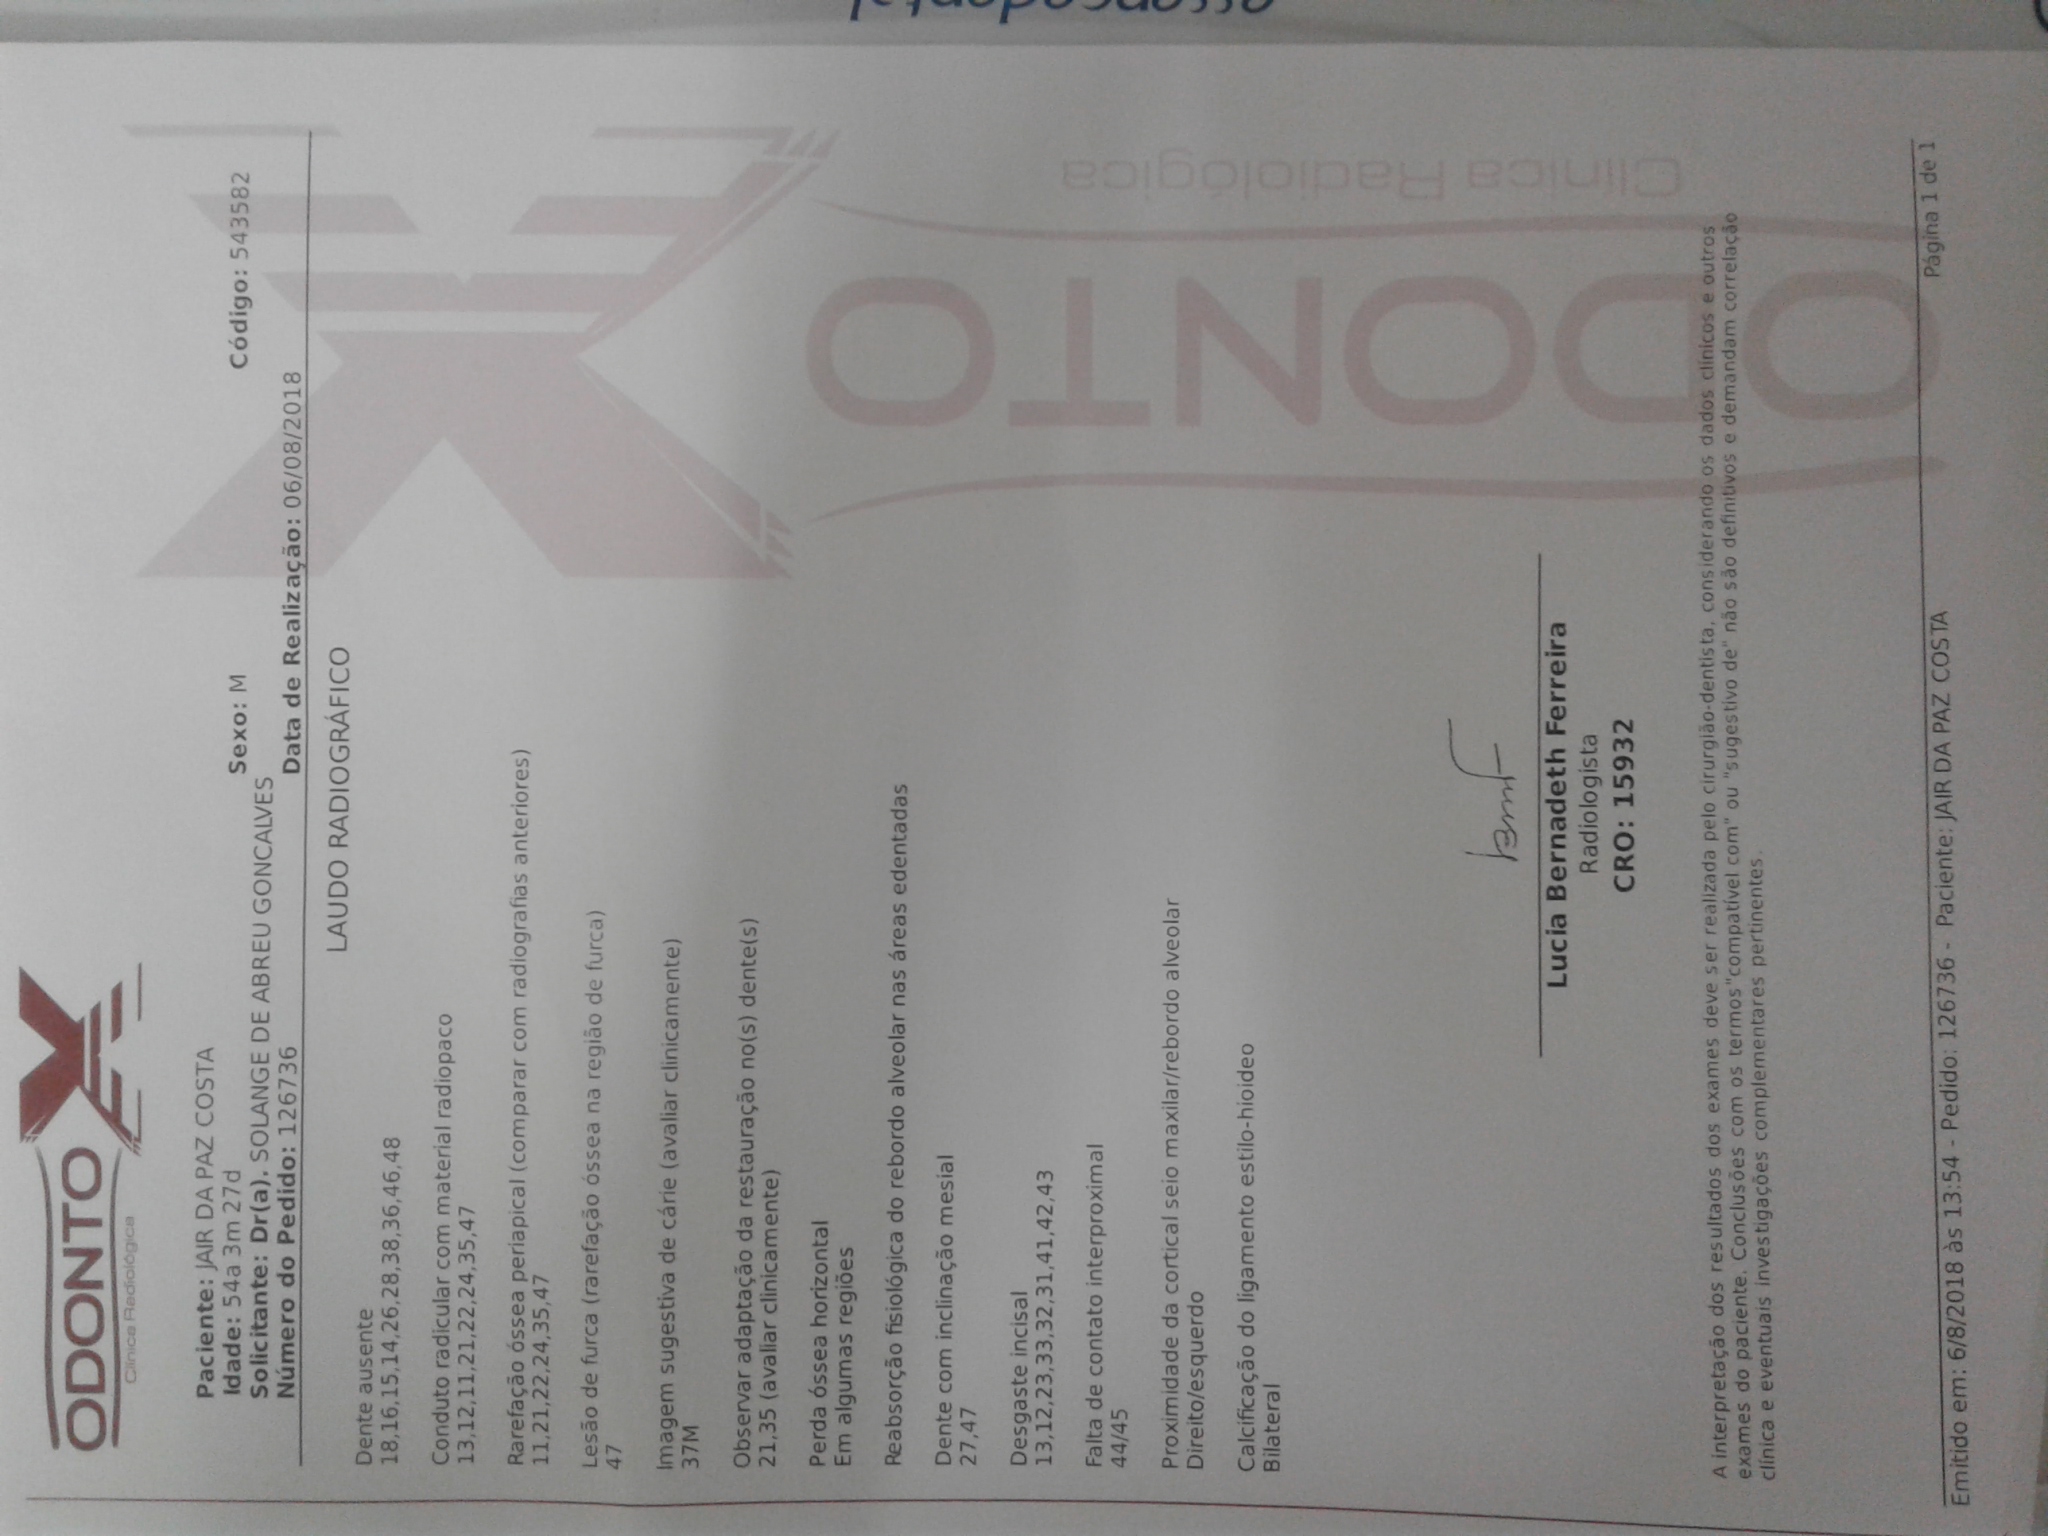 ODONTO
Clínica Radiológica
Paciente: JAIR DA PAZ COSTA
Idade: 54a 3m 27d
Sexo: M
Código: 5433582
Solicitante: Dr(a). SOLANGE DE ABREU GONCALVES
Número do Pedido: 126736
Data de Realização: 06/08/2018
LAUDO RADIOGRÁFICO
Dente ausente
18,16,15,14,26,28,38,36,46,48
Conduto radicular com material radiopaco
13,12,11,21,22,24,35,47
Rarefação óssea periapical (comparar com radiografias anteriores)
11,21,22,24,35,47
Lesão de furca (rarefação óssea na região de furca)
47
Imagem sugestiva de cárie (avaliar clinicamente)
37M
Observar adaptação da restauração no(s) dente(s)
21,35 (avaliar clinicamente)
Perda óssea horizontal
Em algumas regiões
Reabsorção fisiológica do rebordo alveolar nas áreas edentadas
Dente com inclinação mesial
27,47
Desgaste incisal
13,12,23,33,32,31,41,42,43
Falta de contato interproximal
44/45
Proximidade da cortical seio maxilar/rebordo alveolar
Direito/esquerdo
Calcificação do ligamento estilo-hioideo
Bilateral
Lucia Bernadeth Ferreira
Radiologista
CRO: 15932
A interpretação dos resultados dos exames deve ser realizada pelo cirurgião-dentista, considerando os dados clínicos e outros
exames do paciente. Conclusões com os termos "compatível com" ou "sugestivo de" não são definitivos e demandam correlação
clínica e eventuais investigações complementares pertinentes.
Emitido em: 6/8/2018 às 13:54 - Pedido: 126736 - Paciente: JAIR DA PAZ COSTA
Página 1 de 1
ODONTO
Clínica Radiológica